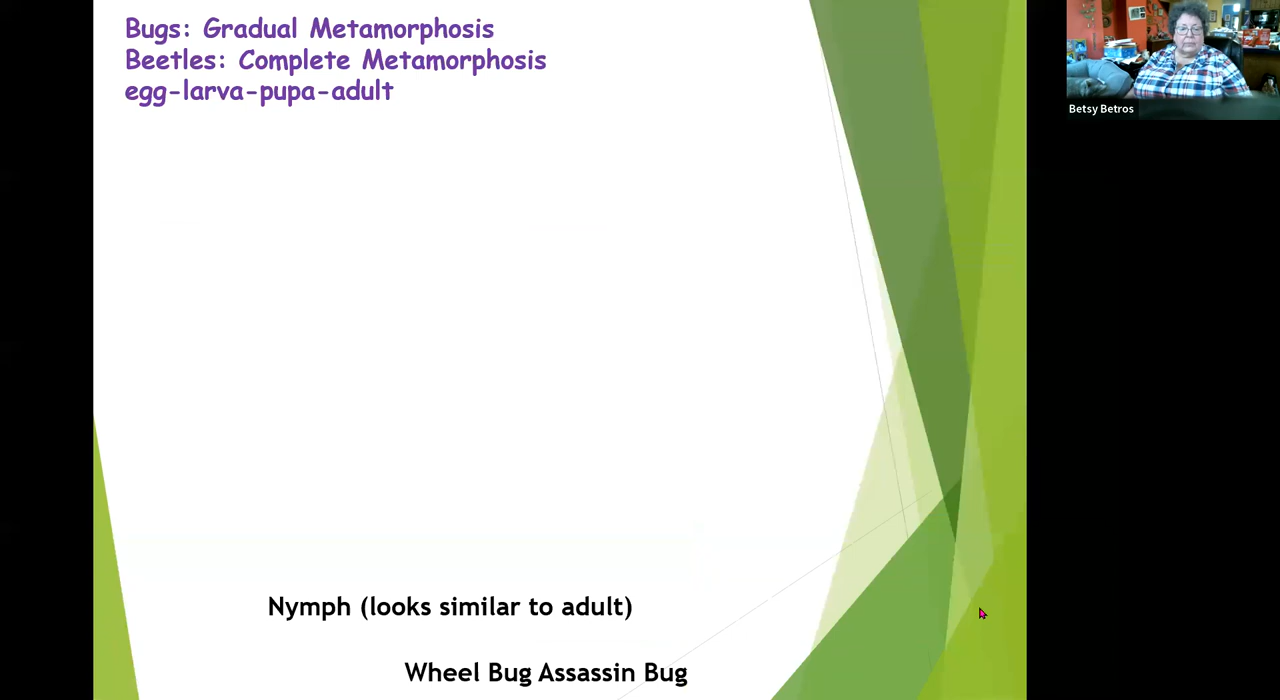 Bugs: Gradual Metamorphosis
Beetles: Complete Metamorphosis
egg-larva-pupa-adult
Betsy Betros
Nymph (looks similar to adult)
Wheel Bug Assassin Bug